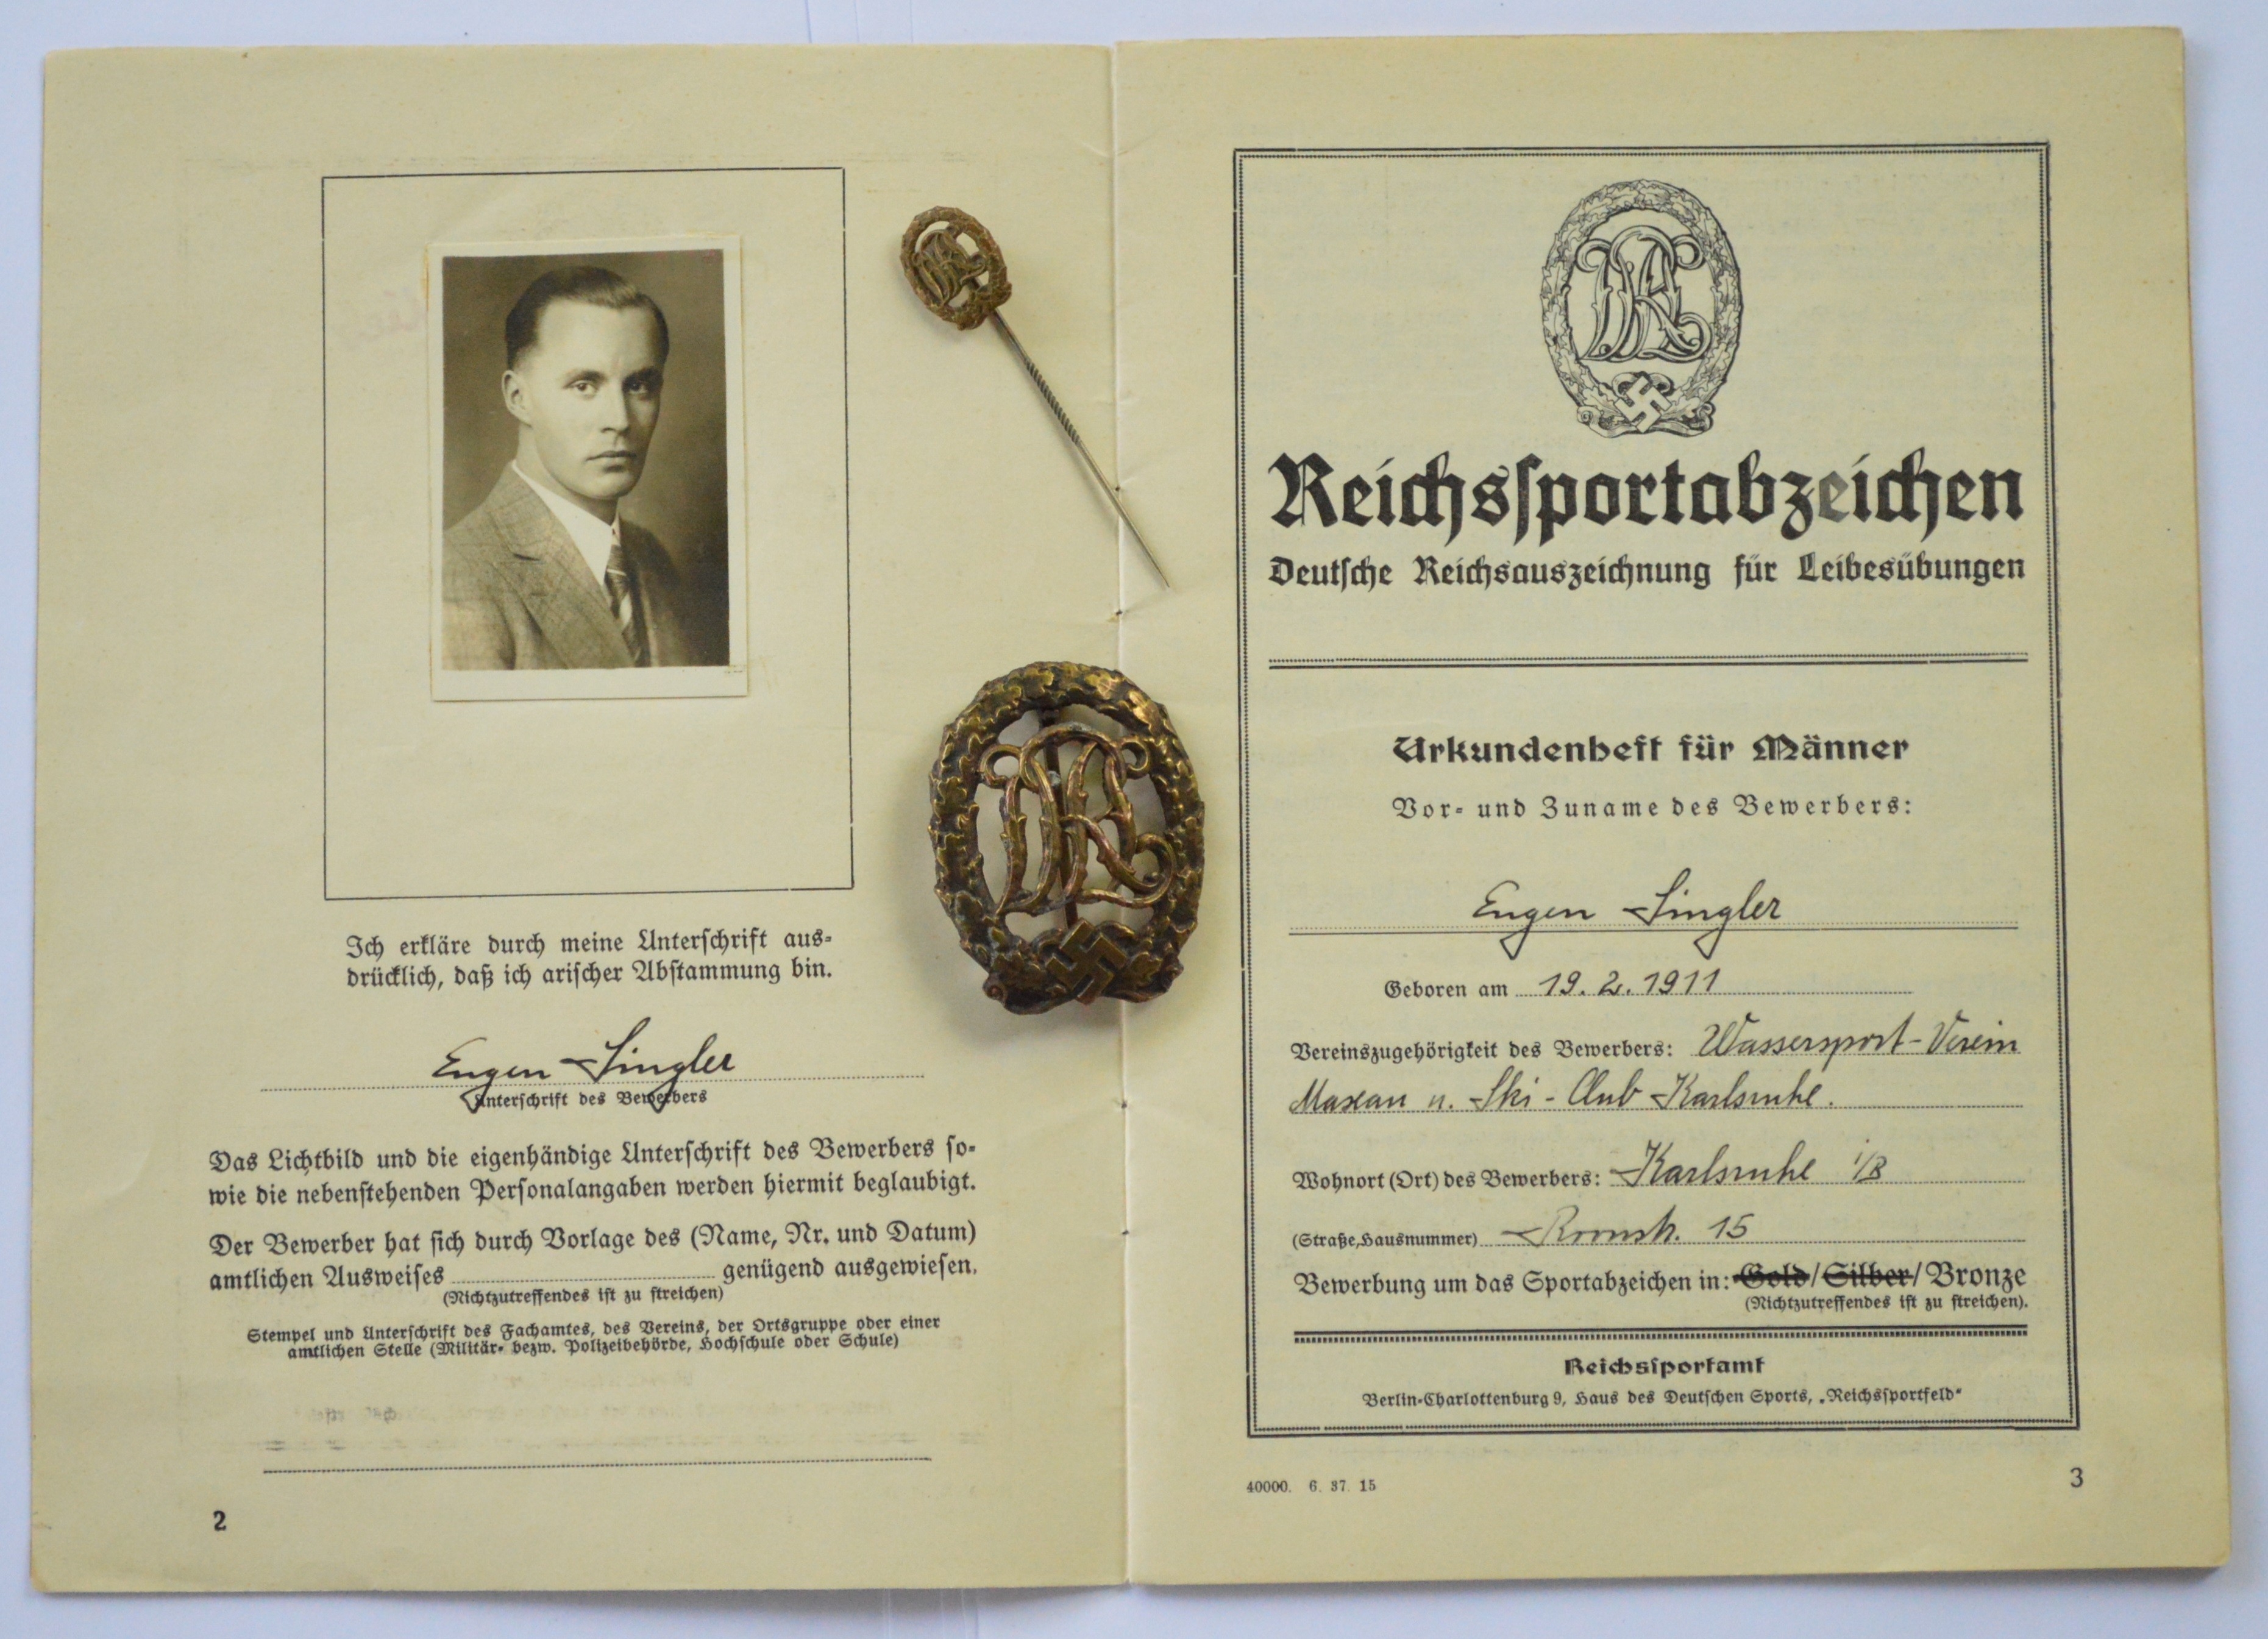 Ich erkläre durch meine Unterschrift aus-
drücklich, daß ich arischer Abstammung bin.
Eugen Singler
Unterschrift des Bewerbers
Das Lichtbild und die eigenhändige Unterschrift des Bewerbers so-
wie die nebenstehenden Personalangaben werden hiermit beglaubigt.
Der Bewerber hat sich durch Vorlage des (Name, Nr. und Datum)
amtlichen Ausweises genügend ausgewiesen.
(Nichtzutreffendes ist zu streichen)
Stempel und Unterschrift des Fachamtes, des Vereins, der Ortsgruppe oder einer
amtlichen Stelle (Militär- bezw. Polizeibehörde, Hochschule oder Schule)
2
DRL
DRL
DRL
Reichssportabzeichen
Deutsche Reichsauszeichnung für Leibesübungen
Urkundenheft für Männer
Vor- und Zuname des Bewerbers:
Eugen Singler
Geboren am 19. 2. 1911
Vereinszugehörigkeit des Bewerbers: Wassersport-Verein
Maxau u. Ski-Club Karlsruhe.
Wohnort (Ort) des Bewerbers: Karlsruhe i/B
(Straße, Hausnummer) Roonstr. 15
Bewerbung um das Sportabzeichen in: Gold/Silber/Bronze
(Nichtzutreffendes ist zu streichen).
Reichssportamt
Berlin-Charlottenburg 9, Haus des Deutschen Sports, „Reichssportfeld"
40000. 6. 37. 15
3